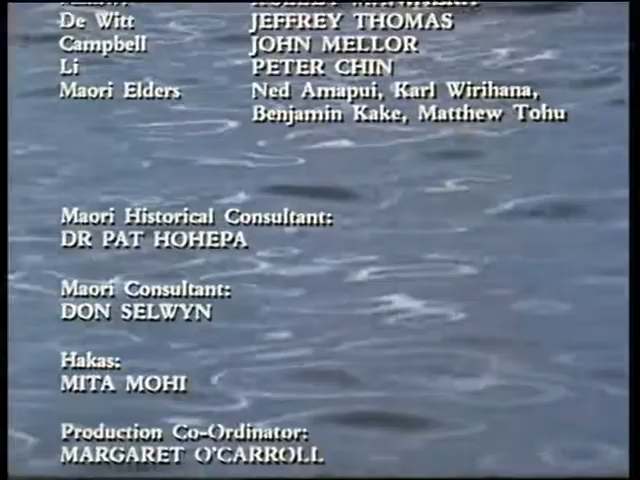 De Witt JEFFREY THOMAS
Campbell JOHN MELLOR
Li PETER CHIN
Maori Elders Ned Amapui, Karl Wirihana,
Benjamin Kake, Matthew Tohu
Maori Historical Consultant:
DR PAT HOHEPA
Maori Consultant:
DON SELWYN
Hakas:
MITA MOHI
Production Co-Ordinator:
MARGARET O'CARROLL